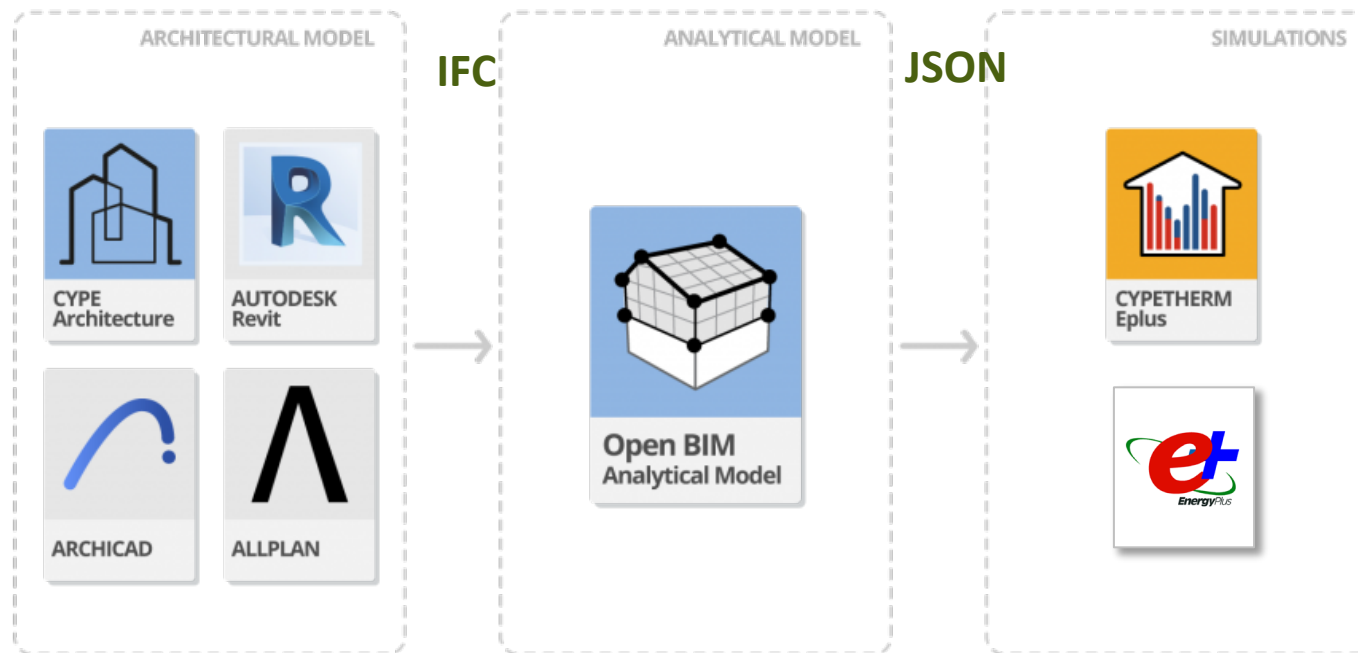 ARCHITECTURAL MODEL
IFC
ANALYTICAL MODEL
JSON
SIMULATIONS
CYPE
Architecture
AUTODESK
Revit
ARCHICAD
ALLPLAN
Open BIM
Analytical Model
CYPETHERM
Eplus
e+
EnergyPlus